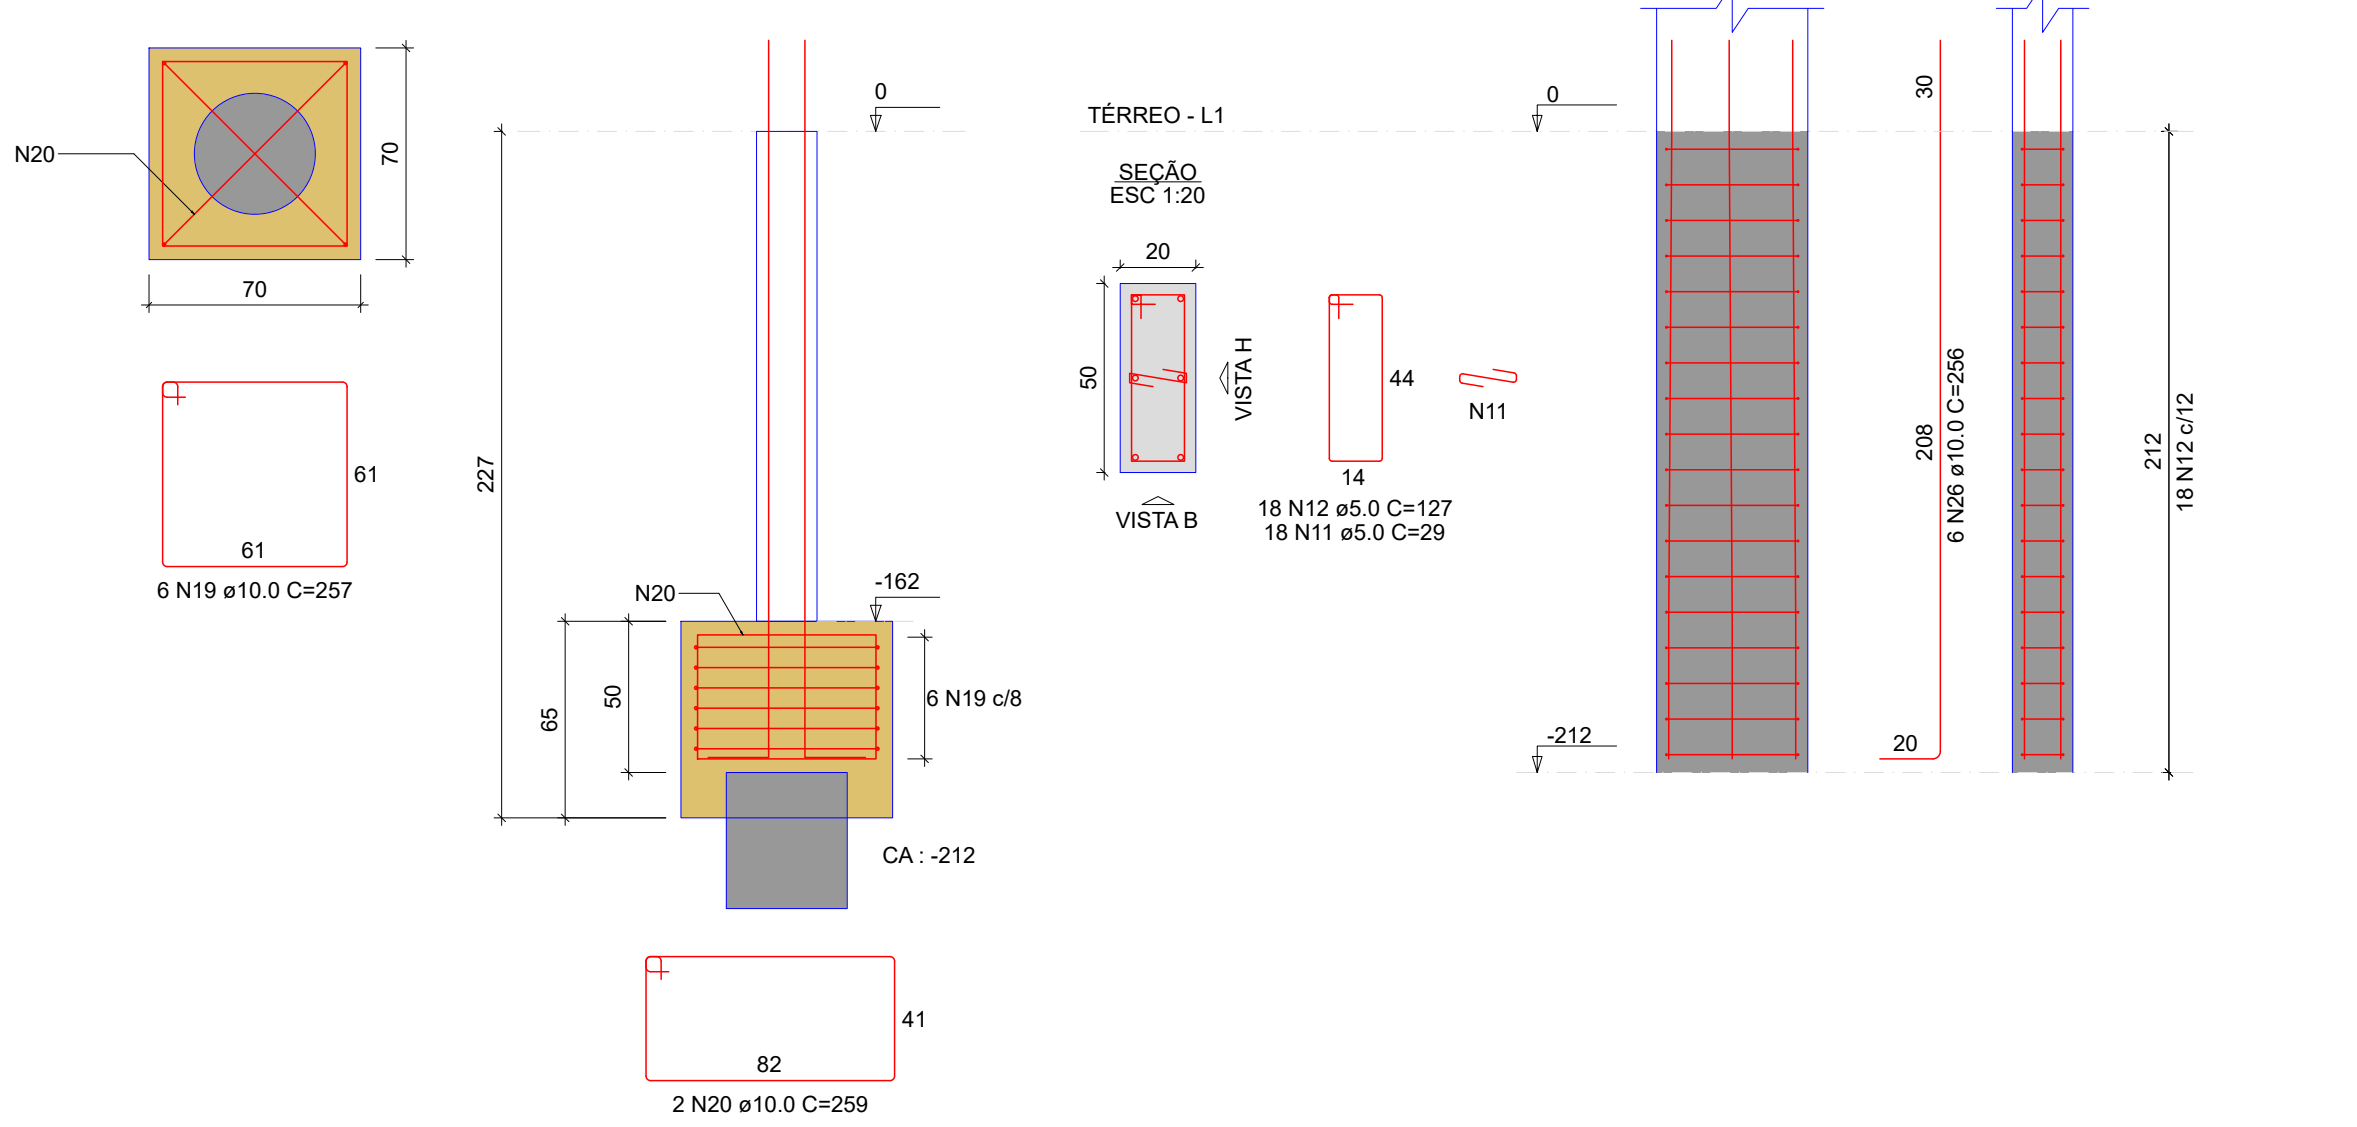 N20
70
70
61
61
6 N19 ø10.0 C=257
0
227
N20
-162
65
50
6 N19 c/8
CA : -212
41
82
2 N20 ø10.0 C=259
TÉRREO - L1
SEÇÃO
ESC 1:20
20
50
VISTA H
VISTA B
44
14
N11
18 N12 ø5.0 C=127
18 N11 ø5.0 C=29
0
-212
30
208
6 N26 ø10.0 C=256
20
212
18 N12 c/12